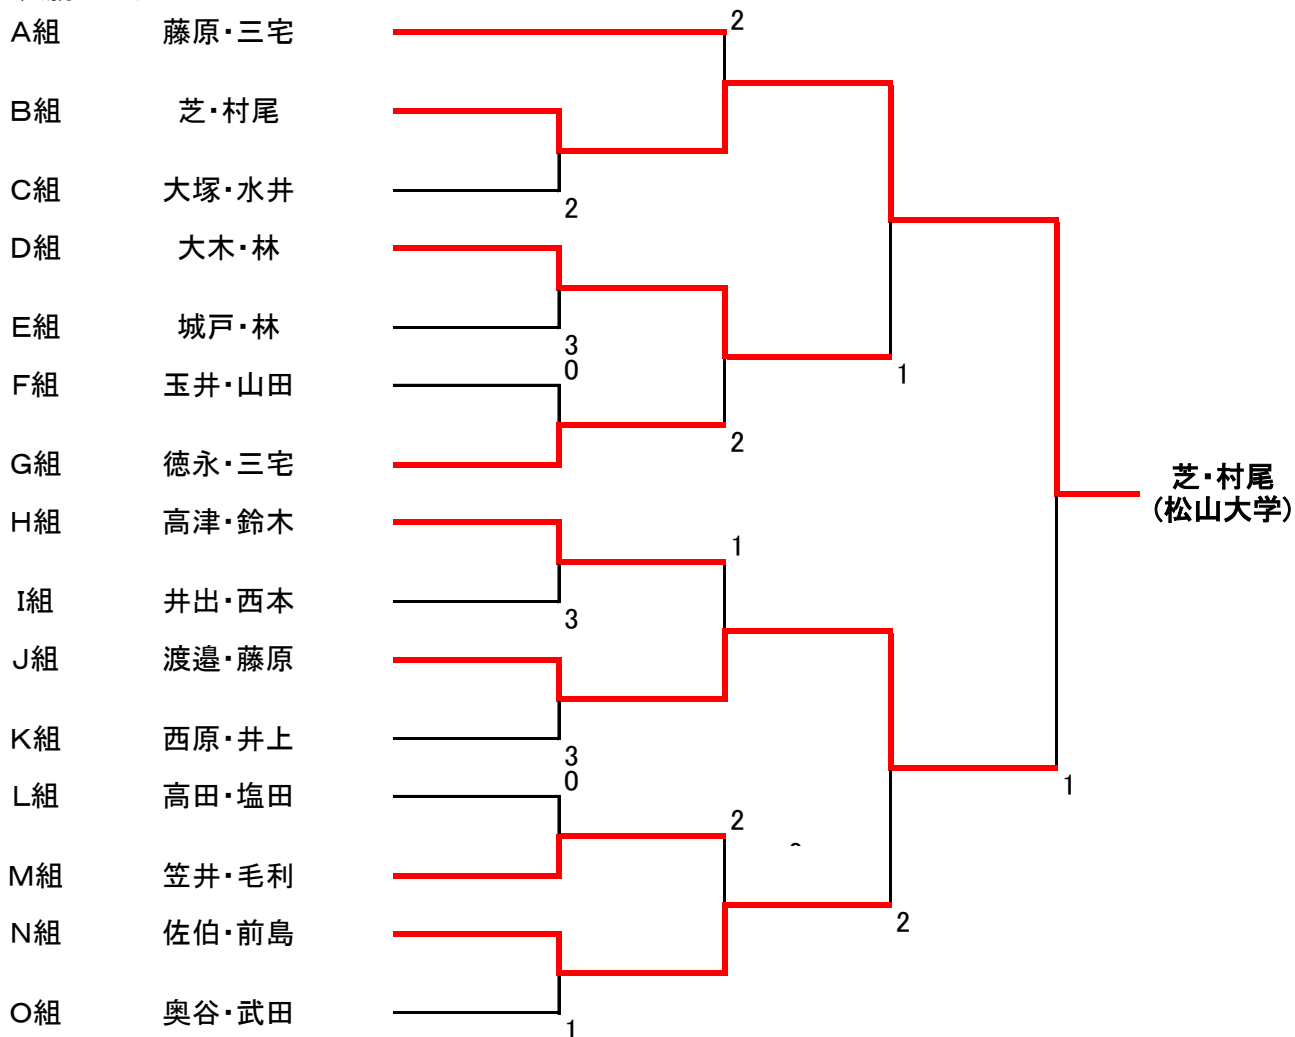 A組 藤原・三宅 2
B組 芝・村尾
C組 大塚・水井 2
D組 大木・林
E組 城戸・林 3
0
F組 玉井・山田 1
G組 徳永・三宅 2
芝・村尾
(松山大学)
H組 高津・鈴木 1
I組 井出・西本 3
J組 渡邉・藤原
K組 西原・井上 3
0
1
L組 高田・塩田 2
M組 笠井・毛利
N組 佐伯・前島 2
O組 奥谷・武田 1